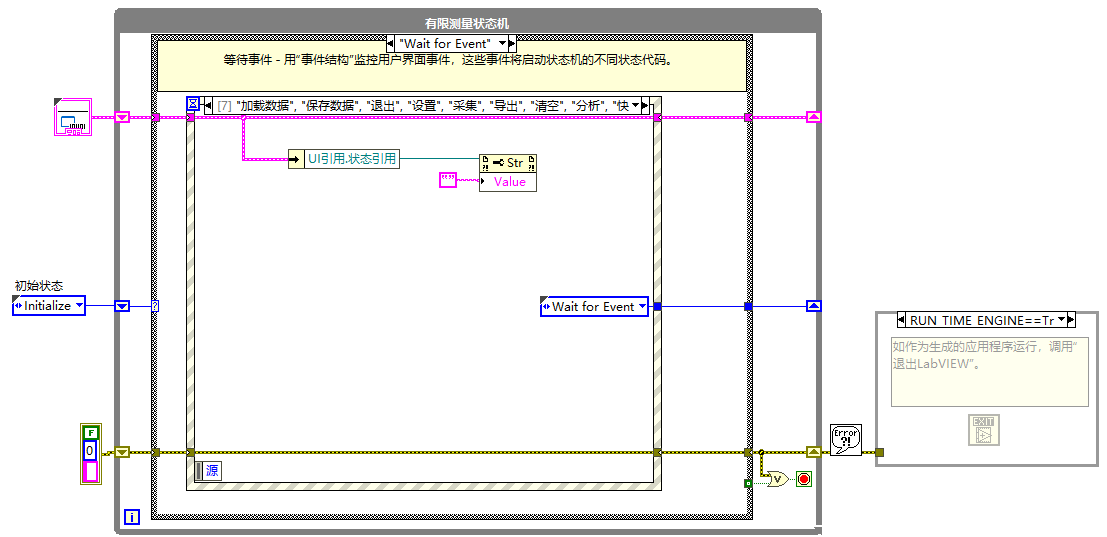 有限测量状态机
"Wait for Event"
等待事件 - 用“事件结构”监控用户界面事件，这些事件将启动状态机的不同状态代码。
[7] "加载数据", "保存数据", "退出", "设置", "采集", "导出", "清空", "分析", "快
UI引用.状态引用
Str
Value
初始状态
Initialize
?
Wait for Event
RUN_TIME_ENGINE==Tr
如作为生成的应用程序运行，调用“
退出LabVIEW”。
EXIT
F
0
Error
?!
源
V
i